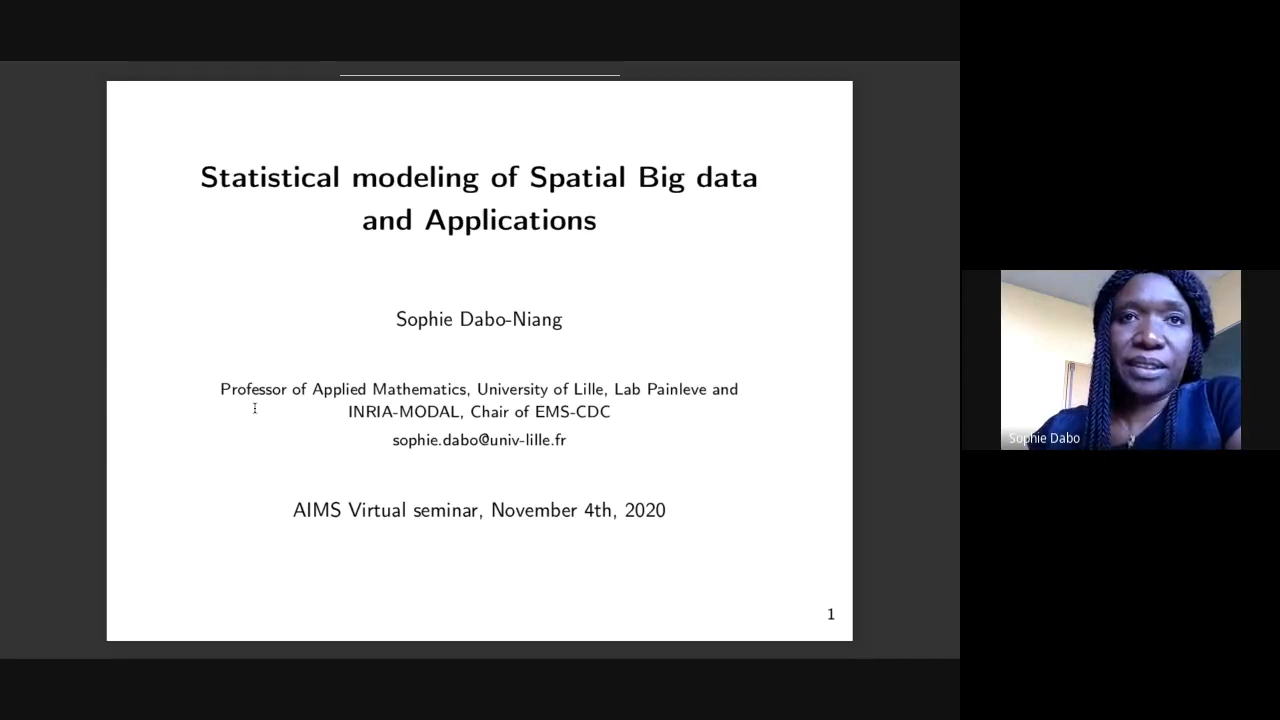 Statistical modeling of Spatial Big data
and Applications
Sophie Dabo-Niang
Professor of Applied Mathematics, University of Lille, Lab Painleve and
INRIA-MODAL, Chair of EMS-CDC
sophie.dabo@univ-lille.fr
AIMS Virtual seminar, November 4th, 2020
1
Sophie Dabo